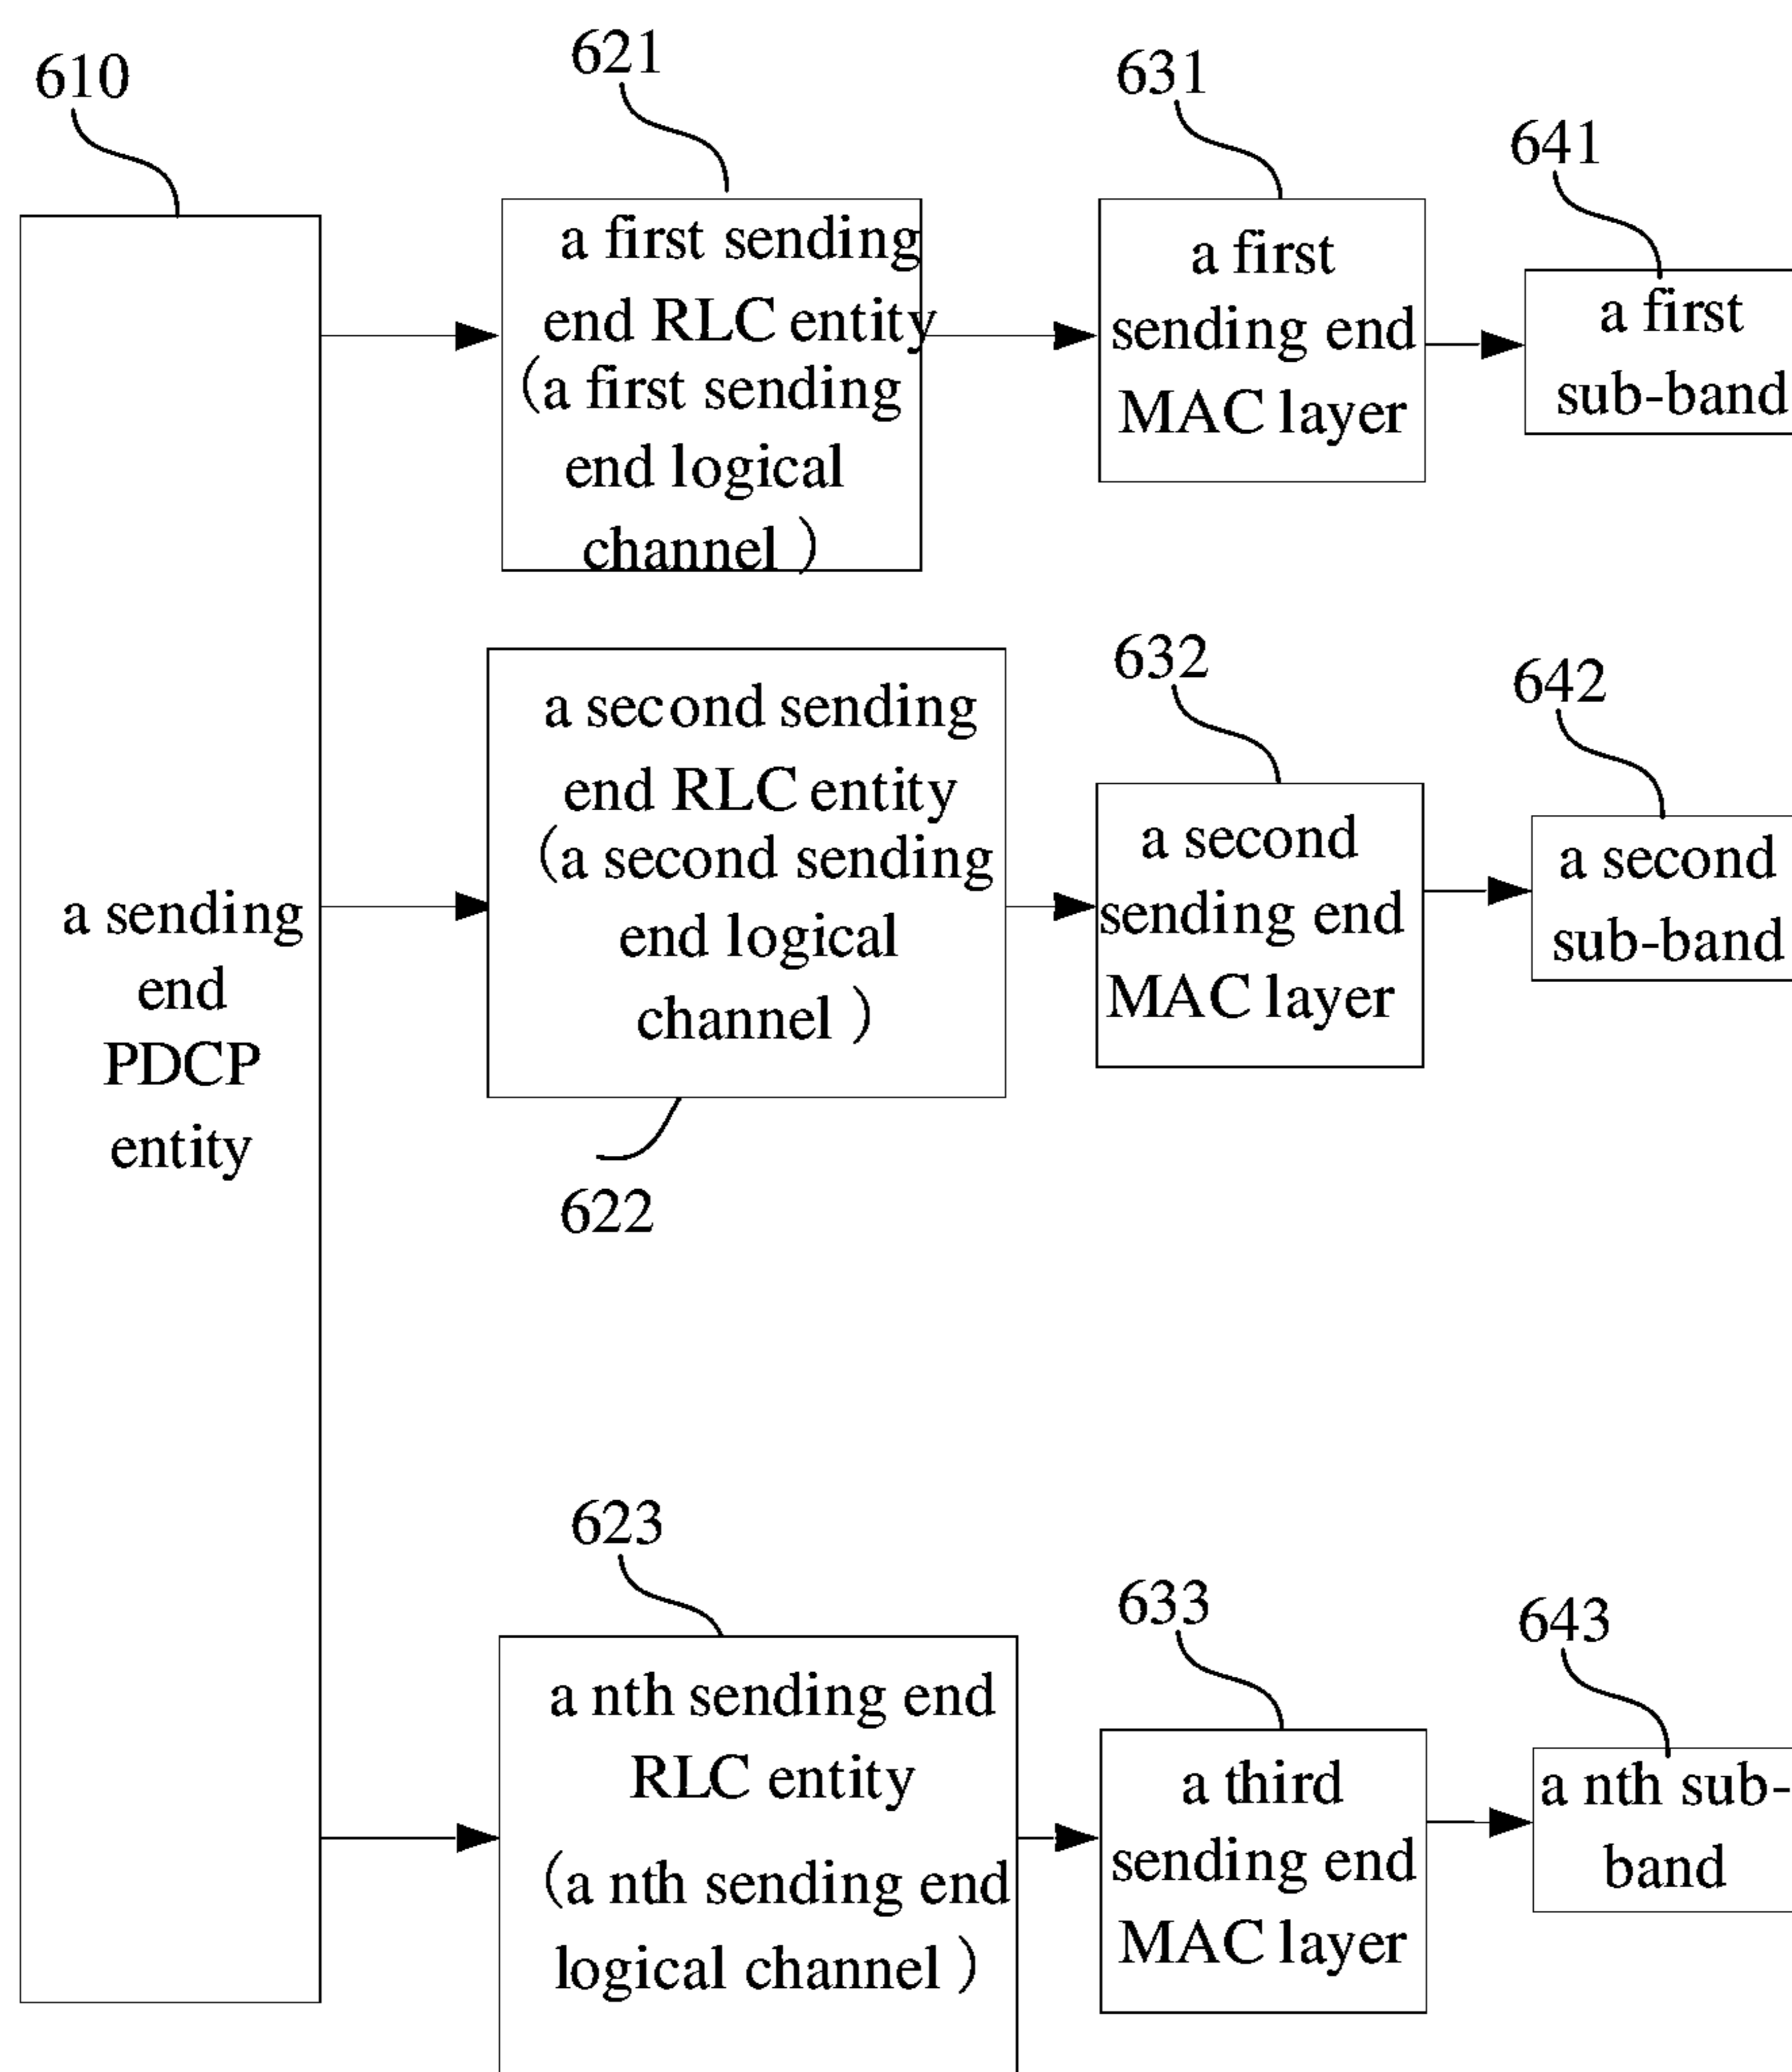 610
621
631
641
a first sending
end RLC entity
(a first sending
end logical
channel )
a first
sending end
MAC layer
a first
sub-band
a sending
end
PDCP
entity
a second sending
end RLC entity
(a second sending
end logical
channel )
622
632
a second
sending end
MAC layer
642
a second
sub-band
623
a nth sending end
RLC entity
(a nth sending end
logical channel )
633
a third
sending end
MAC layer
643
a nth sub-
band